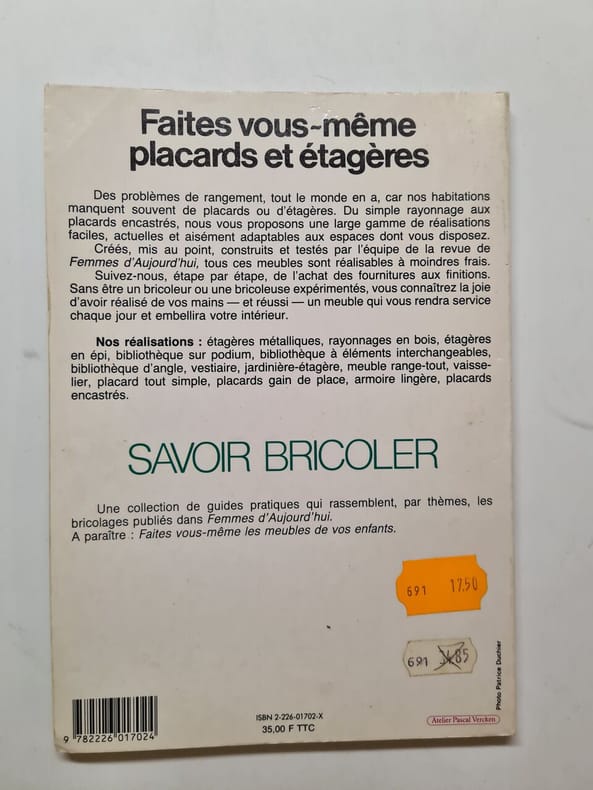 Faites vous-même
placards et étagères
Des problèmes de rangement, tout le monde en a, car nos habitations
manquent souvent de placards ou d'étagères. Du simple rayonnage aux
placards encastrés, nous vous proposons une large gamme de réalisations
faciles, actuelles et aisément adaptables aux espaces dont vous disposez.
Créés, mis au point, construits et testés par l'équipe de la revue de
Femmes d'Aujourd'hui, tous ces meubles sont réalisables à moindres frais.
Suivez-nous, étape par étape, de l'achat des fournitures aux finitions.
Sans être un bricoleur ou une bricoleuse expérimentés, vous connaîtrez la joie
d'avoir réalisé de vos mains — et réussi — un meuble qui vous rendra service
chaque jour et embellira votre intérieur.
Nos réalisations : étagères métalliques, rayonnages en bois, étagères
en épi, bibliothèque sur podium, bibliothèque à éléments interchangeables,
bibliothèque d'angle, vestiaire, jardinière-étagère, meuble range-tout, vaisse-
lier, placard tout simple, placards gain de place, armoire lingère, placards
encastrés.
SAVOIR BRICOLER
Une collection de guides pratiques qui rassemblent, par thèmes, les
bricolages publiés dans Femmes d'Aujourd'hui.
A paraître : Faites vous-même les meubles de vos enfants.
691 17.50
691 34.85
Photo Patrice Duchier
ISBN 2-226-01702-X
35,00 F TTC
Atelier Pascal Vercken
9 782226 017024